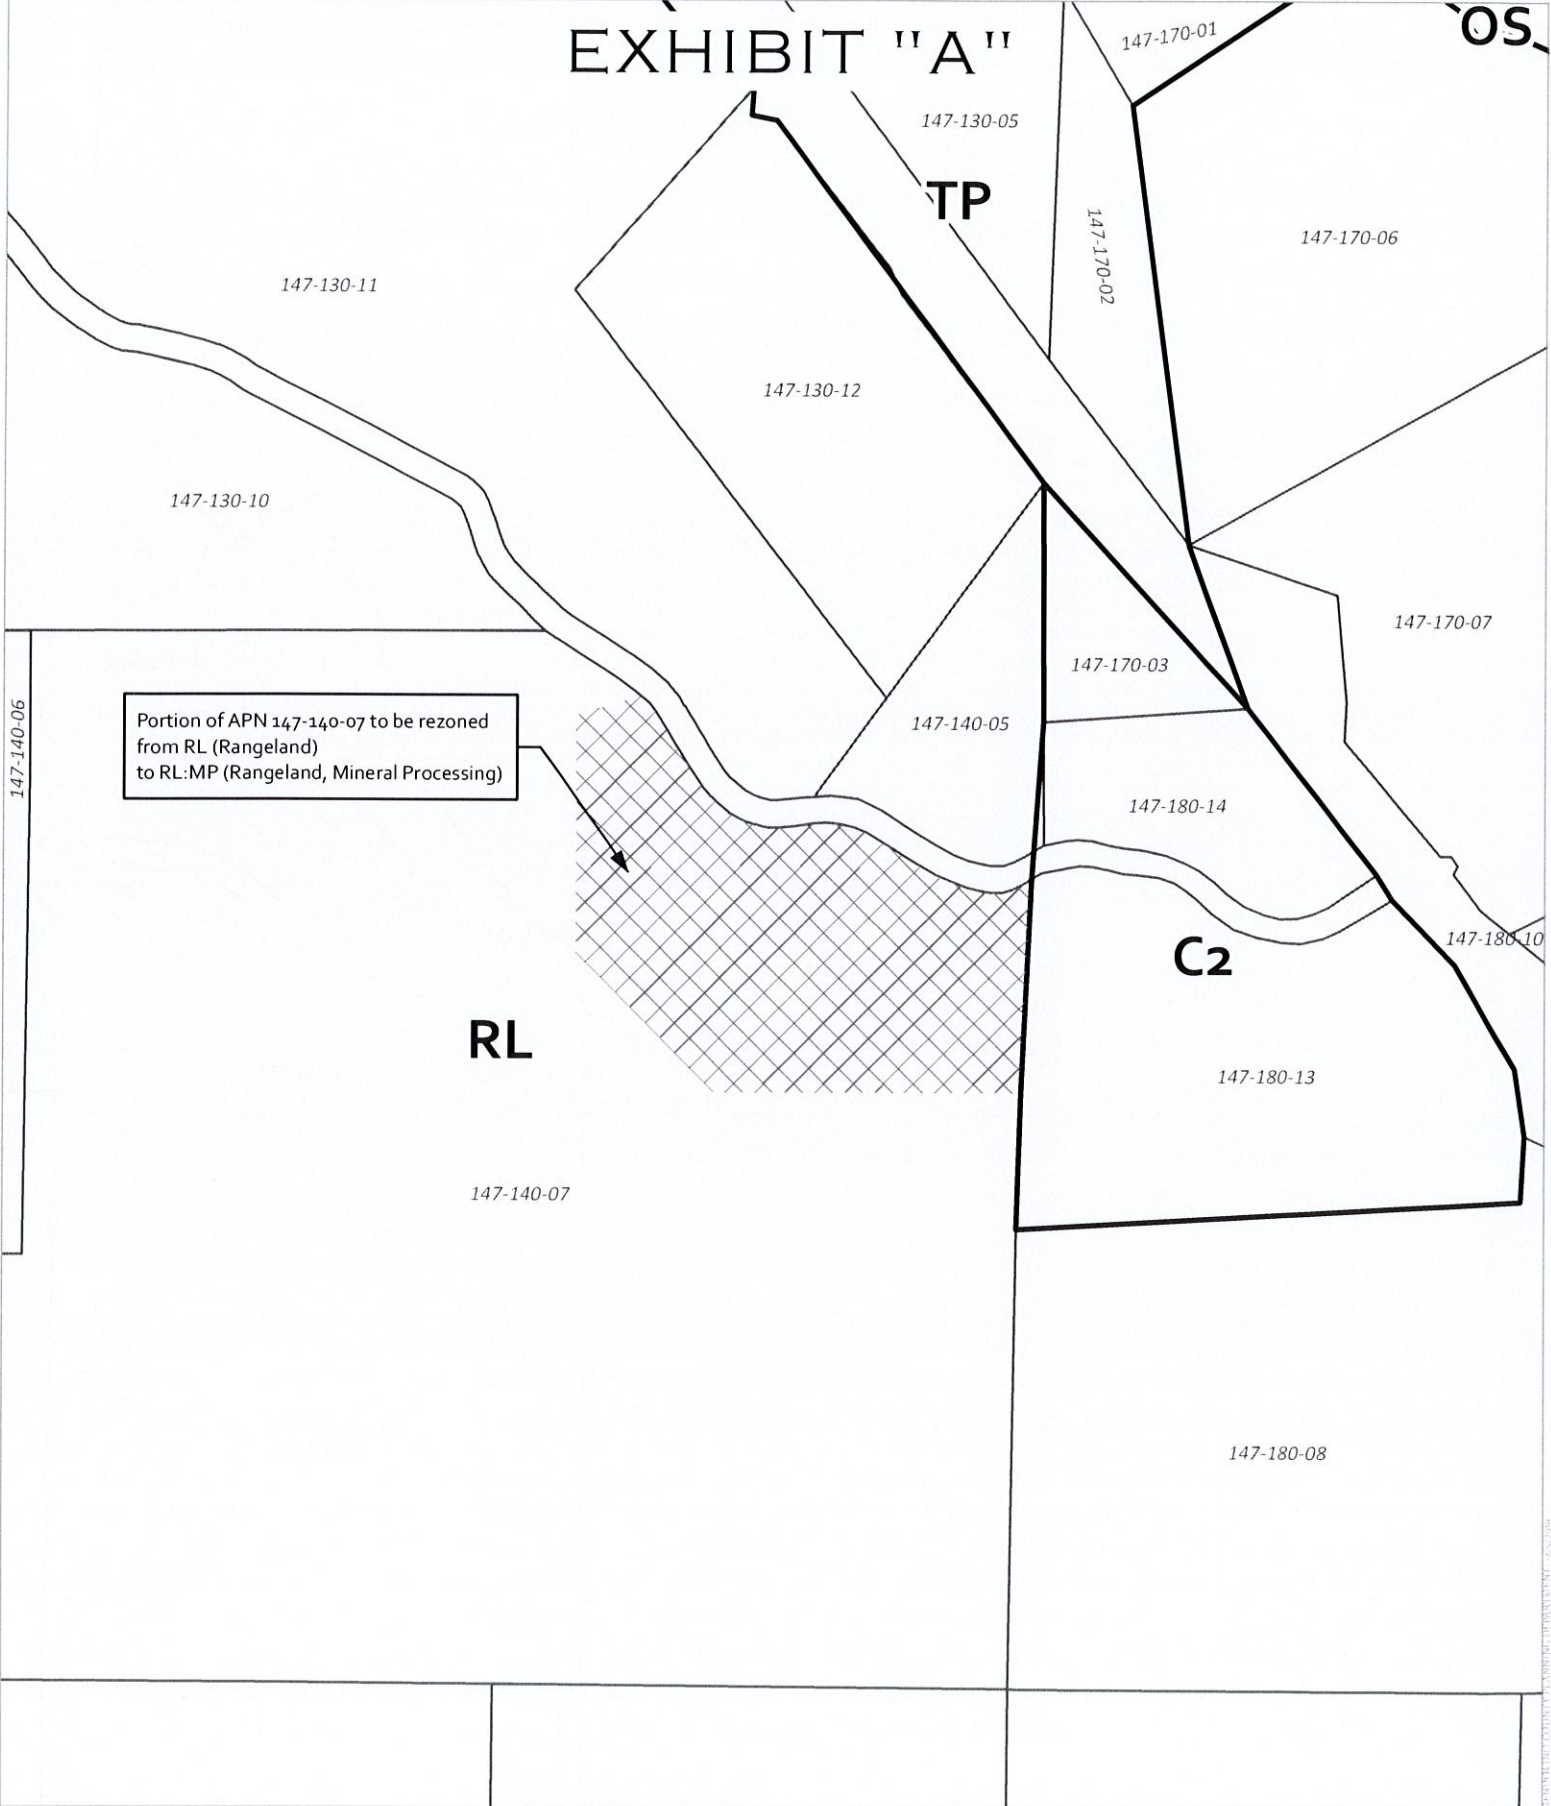 EXHIBIT "A"
OS
147-170-01
147-130-05
TP
147-170-02
147-170-06
147-130-11
147-130-12
147-130-10
147-170-07
147-170-03
147-140-06
Portion of APN 147-140-07 to be rezoned
from RL (Rangeland)
to RL:MP (Rangeland, Mineral Processing)
147-140-05
147-180-14
147-180-10
C2
RL
147-180-13
147-140-07
147-180-08